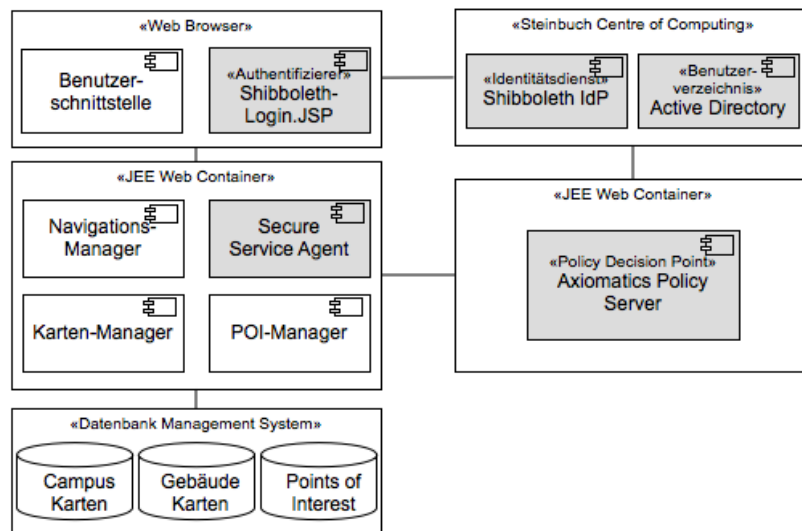 «Web Browser»
Benutzer-
schnittstelle
«Authentifizierer»
Shibboleth-
Login.JSP
«Steinbuch Centre of Computing»
«Identitätsdienst»
Shibboleth IdP
«Benutzer-
verzeichnis»
Active Directory
«JEE Web Container»
Navigations-
Manager
Secure
Service Agent
Karten-Manager
POI-Manager
«JEE Web Container»
«Policy Decision Point»
Axiomatics Policy
Server
«Datenbank Management System»
Campus
Karten
Gebäude
Karten
Points of
Interest